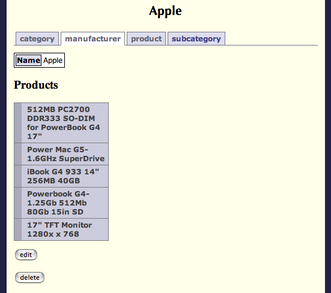 Apple
category manufacturer product subcategory
Name Apple
Products
512MB PC2700
DDR333 SO-DIM
for PowerBook G4
17"
Power Mac G5-
1.6GHz SuperDrive
iBook G4 933 14"
256MB 40GB
Powerbook G4-
1.25Gb 512Mb
80Gb 15in SD
17" TFT Monitor
1280x x 768
edit
delete